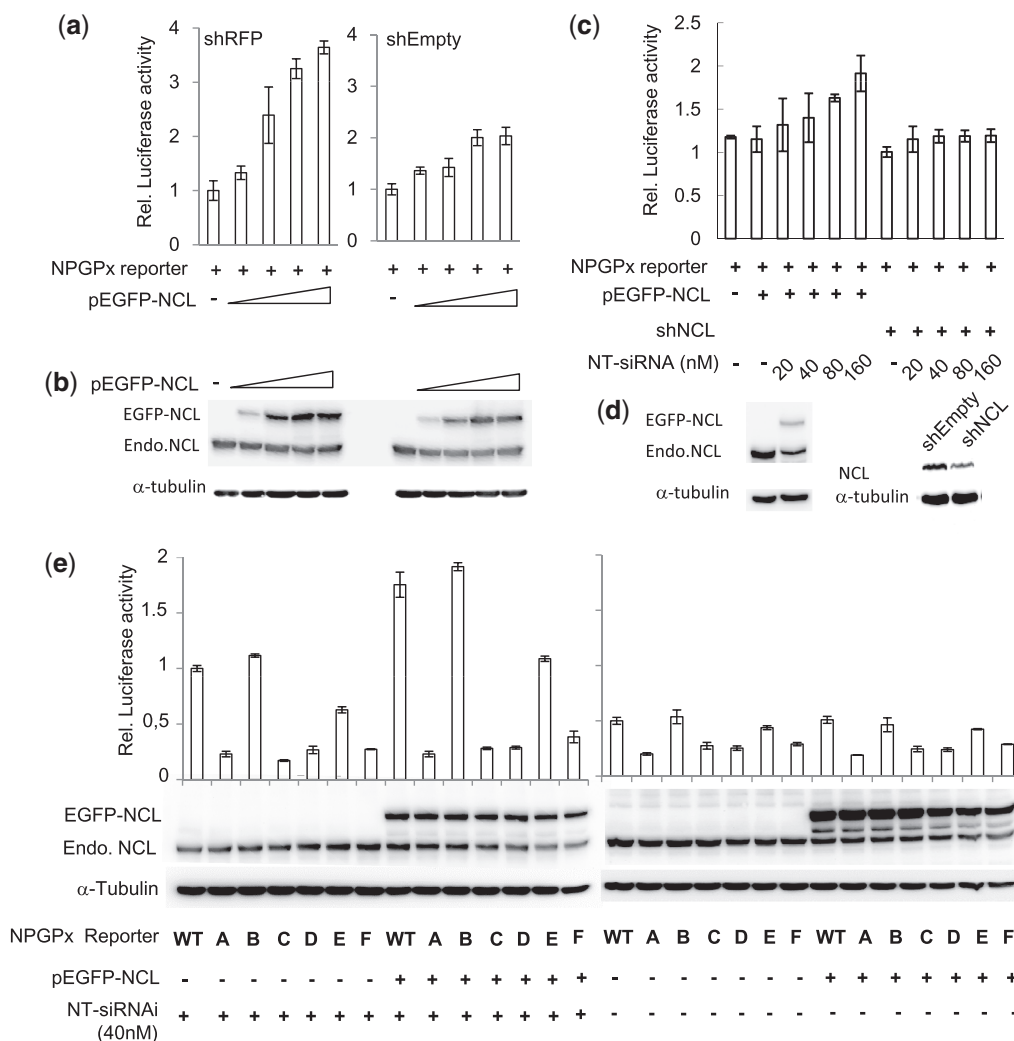 (a)
shRFP
shEmpty
Rel. Luciferase activity
4
3
2
1
0
4
3
2
1
0
NPGPx reporter + + + + + + + + + +
pEGFP-NCL - -
(b)
pEGFP-NCL -
EGFP-NCL
Endo.NCL
α-tubulin
(c)
Rel. Luciferase activity
2.5
2
1.5
1
0.5
0
NPGPx reporter + + + + + + + + + + +
pEGFP-NCL - + + + + +
shNCL + + + + +
NT-siRNA (nM) - - 20 40 80 160 - 20 40 80 160
(d)
EGFP-NCL
Endo.NCL
α-tubulin
shEmpty
shNCL
NCL
α-tubulin
(e)
Rel. Luciferase activity
2
1.5
1
0,5
0
EGFP-NCL
Endo. NCL
α-Tubulin
NPGPx Reporter WT A B C D E F WT A B C D E F WT A B C D E F WT A B C D E F
pEGFP-NCL - - - - - - - + + + + + + + - - - - - - - + + + + + + +
NT-siRNAi + + + + + + + + + + + + + + - - - - - - - - - - - - - -
(40nM)